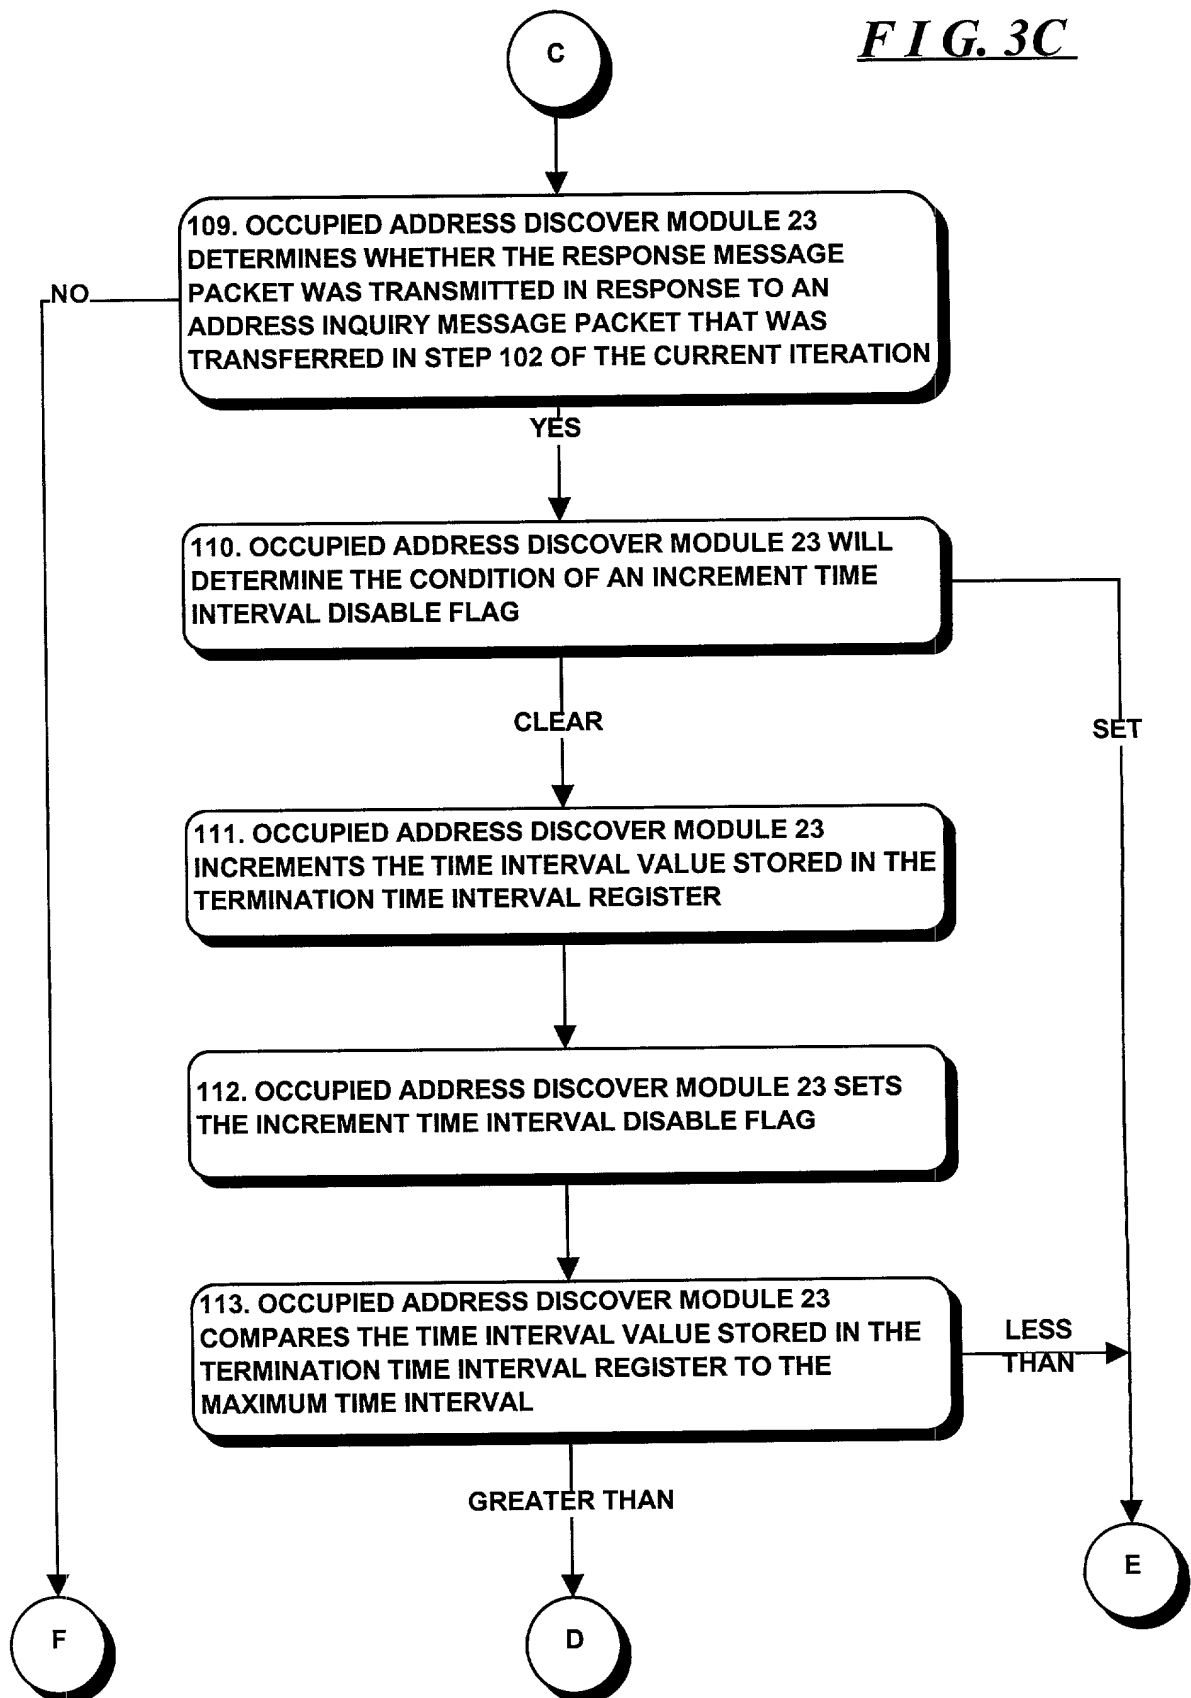 C
F I G. 3C
109. OCCUPIED ADDRESS DISCOVER MODULE 23
DETERMINES WHETHER THE RESPONSE MESSAGE
PACKET WAS TRANSMITTED IN RESPONSE TO AN
ADDRESS INQUIRY MESSAGE PACKET THAT WAS
TRANSFERRED IN STEP 102 OF THE CURRENT ITERATION
NO
YES
110. OCCUPIED ADDRESS DISCOVER MODULE 23 WILL
DETERMINE THE CONDITION OF AN INCREMENT TIME
INTERVAL DISABLE FLAG
CLEAR
SET
111. OCCUPIED ADDRESS DISCOVER MODULE 23
INCREMENTS THE TIME INTERVAL VALUE STORED IN THE
TERMINATION TIME INTERVAL REGISTER
112. OCCUPIED ADDRESS DISCOVER MODULE 23 SETS
THE INCREMENT TIME INTERVAL DISABLE FLAG
113. OCCUPIED ADDRESS DISCOVER MODULE 23
COMPARES THE TIME INTERVAL VALUE STORED IN THE
TERMINATION TIME INTERVAL REGISTER TO THE
MAXIMUM TIME INTERVAL
LESS
THAN
GREATER THAN
E
F
D